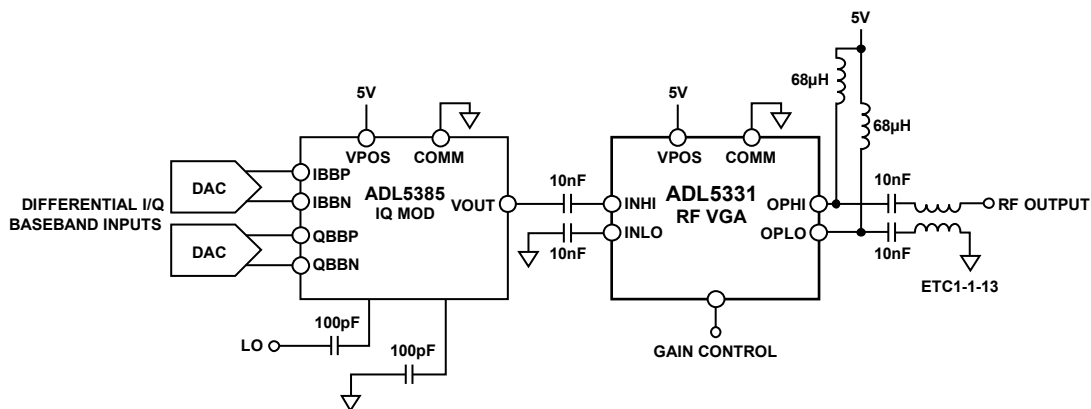 5V
68µH
68µH
5V
5V
VPOS
COMM
VPOS
COMM
DAC
IBBP
IBBN
ADL5385
IQ MOD
VOUT
10nF
INHI
INLO
10nF
ADL5331
RF VGA
OPHI
OPLO
10nF
10nF
RF OUTPUT
ETC1-1-13
DIFFERENTIAL I/Q
BASEBAND INPUTS
DAC
QBBP
QBBN
100pF
LO
100pF
GAIN CONTROL